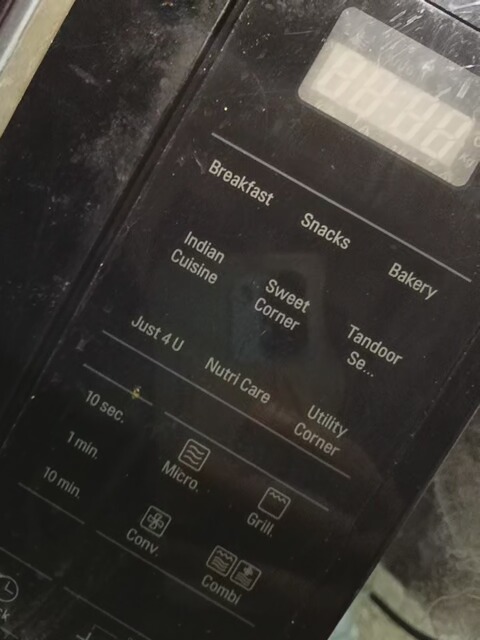 Breakfast
Snacks
Bakery
Indian
Cuisine
Sweet
Corner
Tandoor
Se...
Just 4 U
Nutri Care
Utility
Corner
10 sec.
1 min.
10 min.
Micro.
Grill.
Conv.
Combi